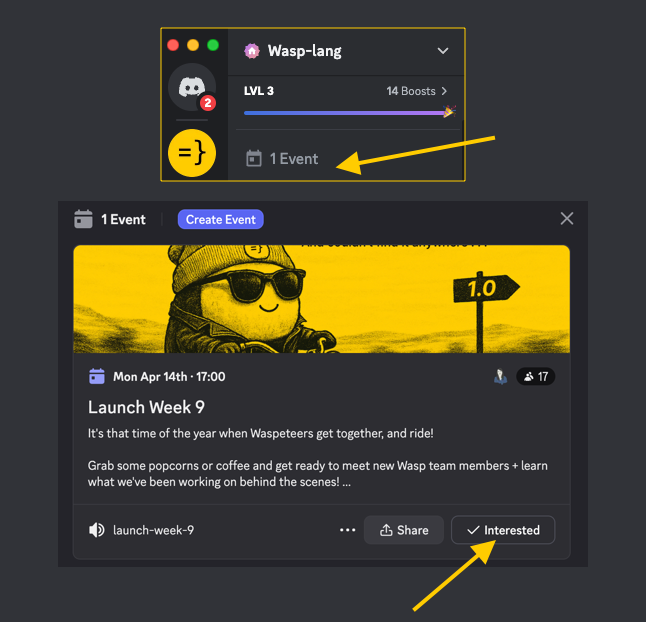 Wasp-lang
2
LVL 3
14 Boosts
=}
1 Event
1 Event
Create Event
=}
1.0
Mon Apr 14th · 17:00
17
Launch Week 9
It's that time of the year when Waspeteers get together, and ride!
Grab some popcorns or coffee and get ready to meet new Wasp team members + learn
what we've been working on behind the scenes! ...
launch-week-9
Share
Interested